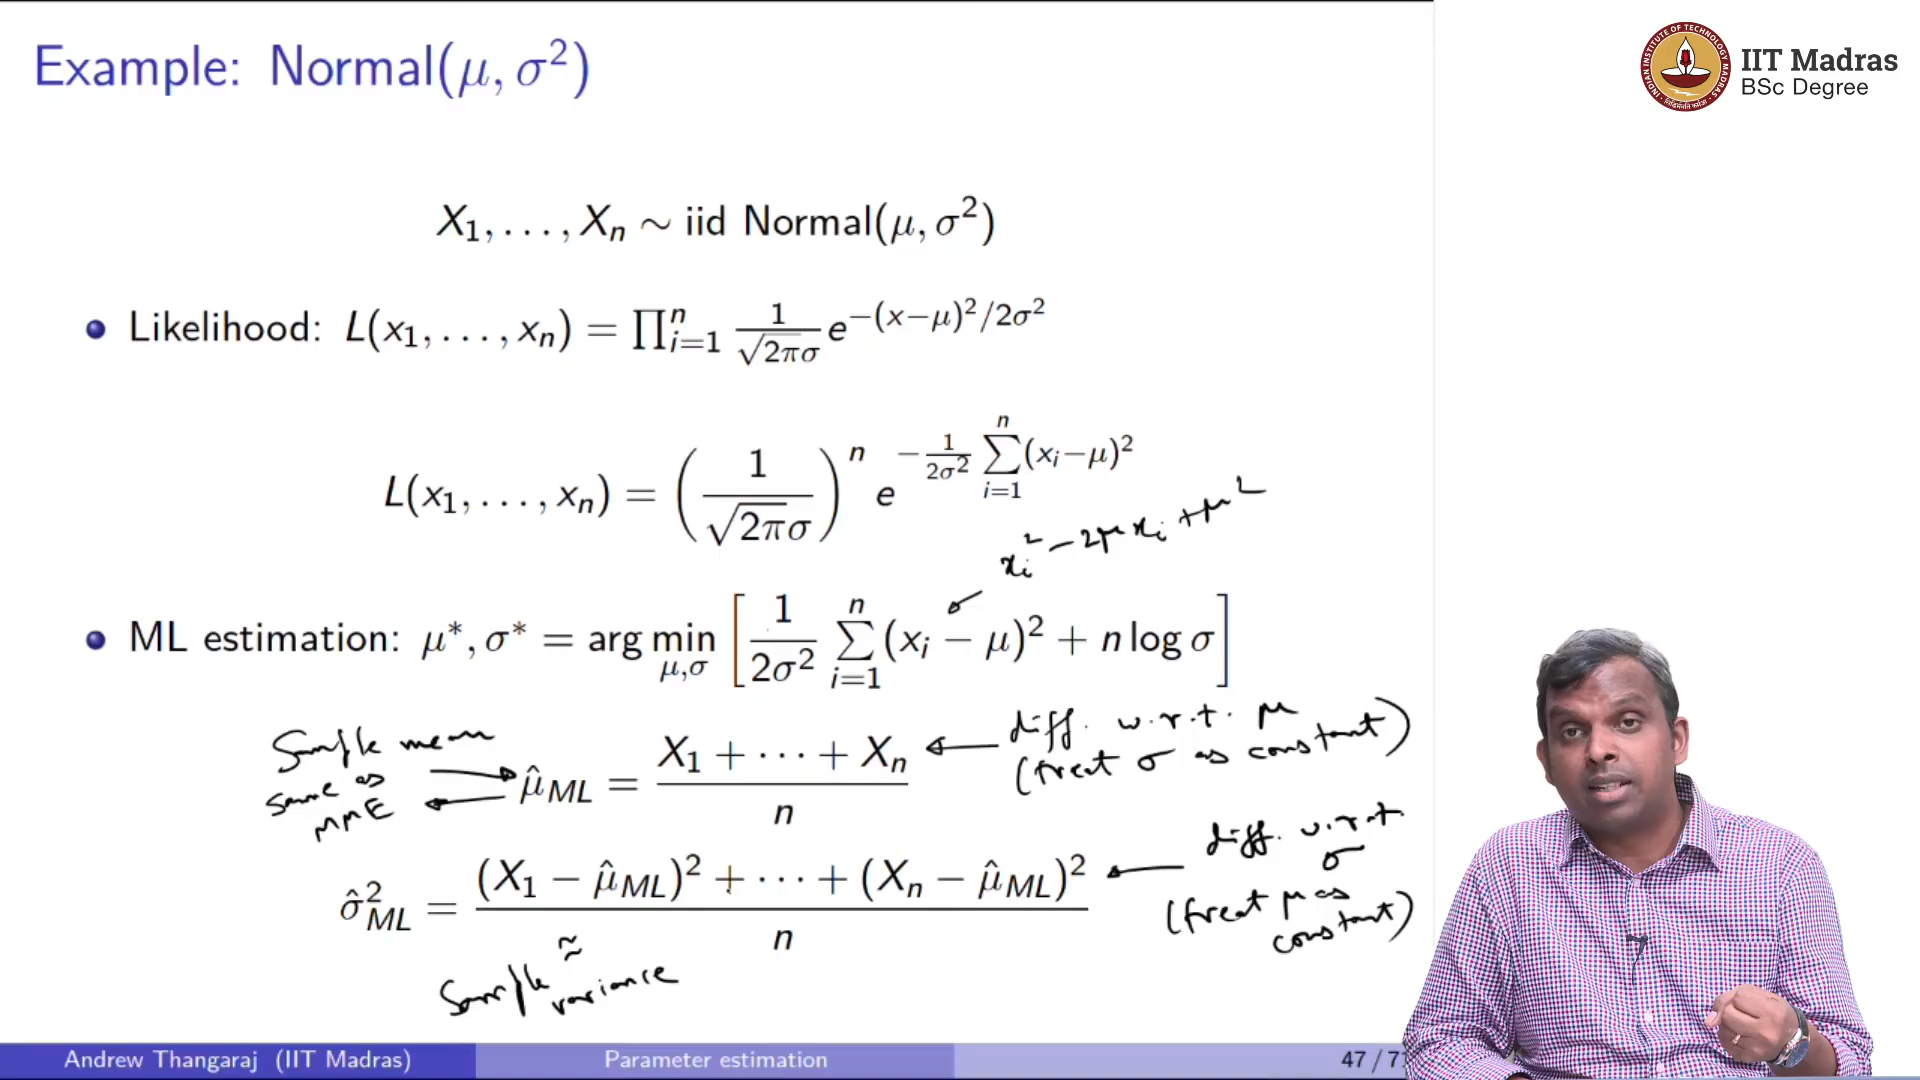 Example: Normal(μ, σ²)
IIT Madras
BSc Degree
X₁, . . . , Xₙ ∼ iid Normal(μ, σ²)
Likelihood: L(x₁, . . . , xₙ) = ∏ⁿᵢ₌₁ 1/(√2π σ) e^{−(x−μ)²/2σ²}
L(x₁, . . . , xₙ) = (1/(√2π σ))ⁿ e^{−(1/2σ²) ∑ⁿᵢ₌₁ (xᵢ−μ)²}
xᵢ² − 2μxᵢ + μ²
ML estimation: μ*, σ* = arg min_{μ,σ} [ (1/2σ²) ∑ⁿᵢ₌₁ (xᵢ − μ)² + n log σ ]
Sample mean
same as
MME
μ̂_ML = (X₁ + · · · + Xₙ)/n
diff. w.r.t. μ
(treat σ as constant)
σ̂²_ML = ((X₁ − μ̂_ML)² + · · · + (Xₙ − μ̂_ML)²)/n
diff. w.r.t
σ
(treat μ as
constant)
≈
Sample variance
Andrew Thangaraj (IIT Madras)
Parameter estimation
47 / 7